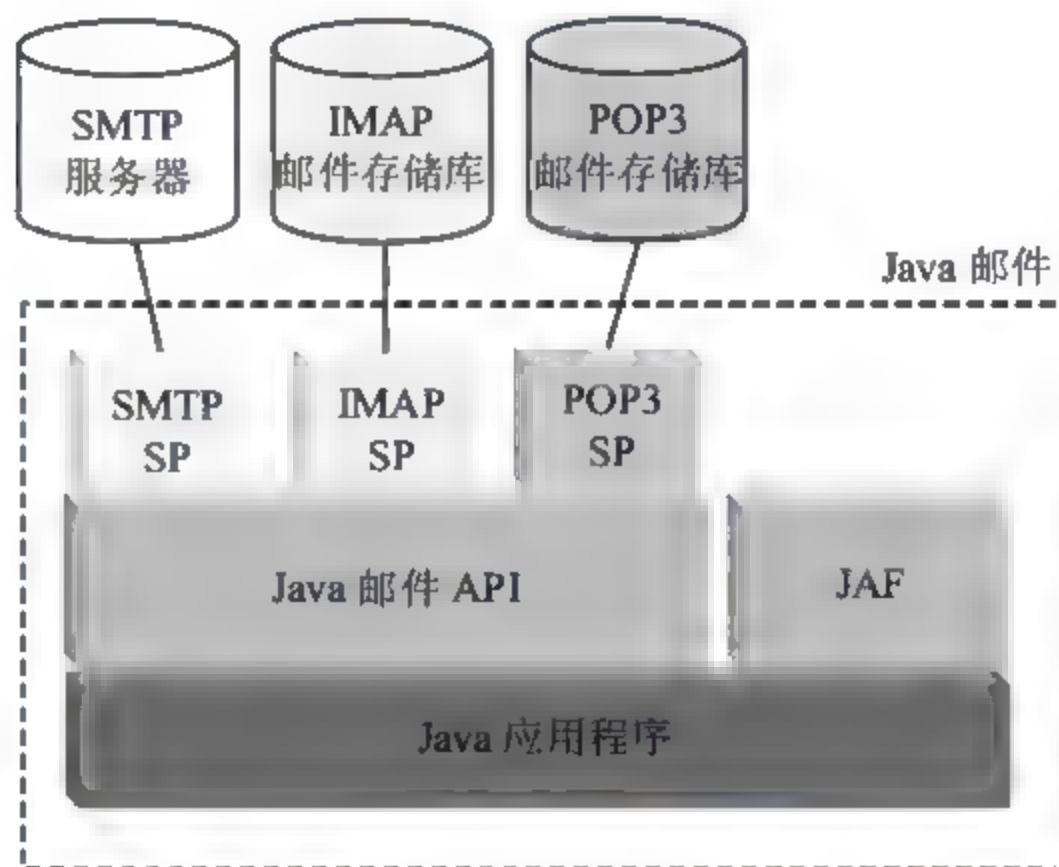 SMTP
服务器
IMAP
邮件存储库
POP3
邮件存储库
Java 邮件
SMTP
SP
IMAP
SP
POP3
SP
Java 邮件 API
JAF
Java 应用程序